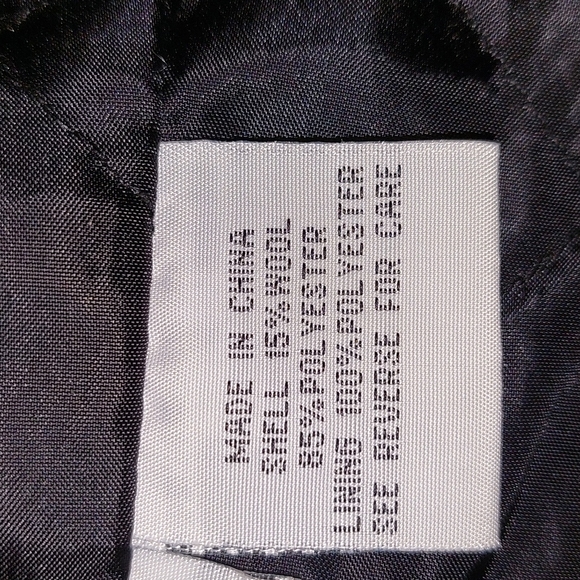 MADE IN CHINA
SHELL 15%WOOL
85%POLYESTER
LINING 100%POLYESTER
SEE REVERSE FOR CARE